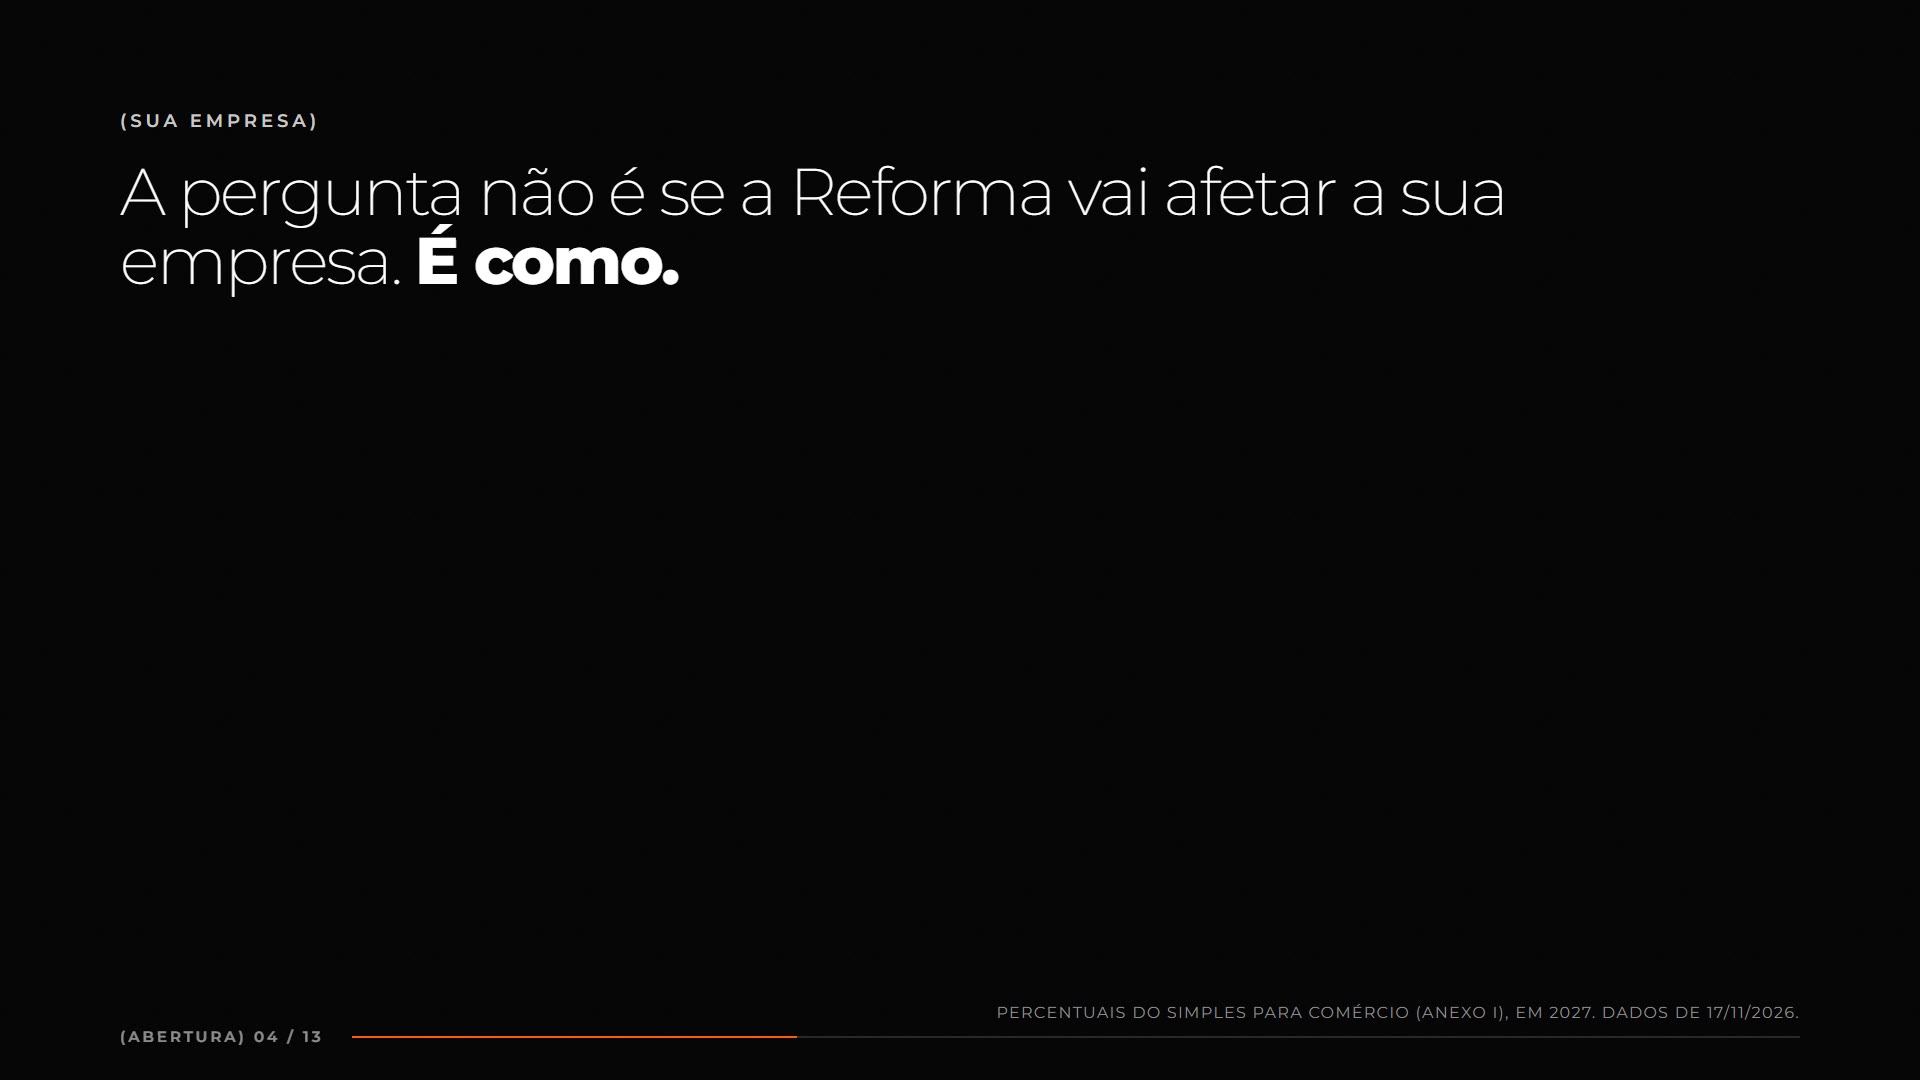 (SUA EMPRESA)
A pergunta não é se a Reforma vai afetar a sua
empresa. É como.
PERCENTUAIS DO SIMPLES PARA COMÉRCIO (ANEXO I), EM 2027. DADOS DE 17/11/2026.
(ABERTURA) 04 / 13